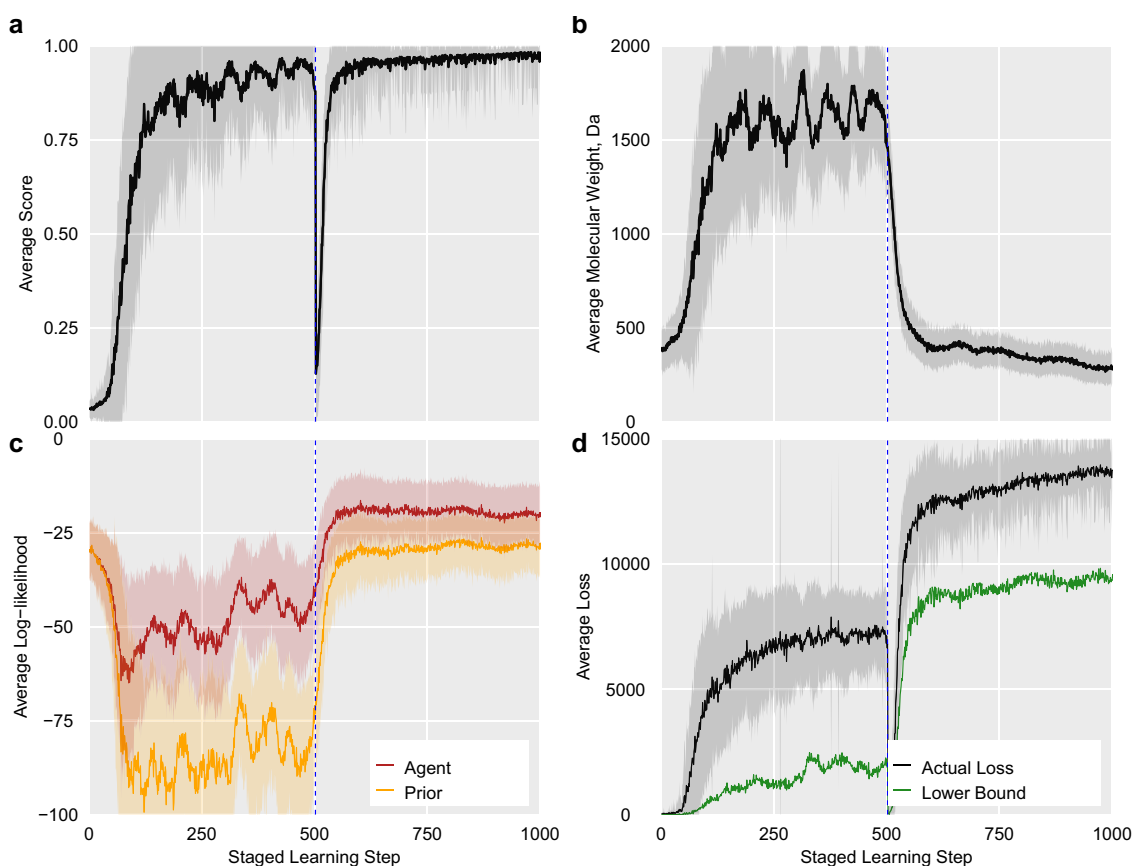 a
1.00
0.75
0.50
0.25
0.00
Average Score
b
2000
1500
1000
500
0
Average Molecular Weight, Da
c
0
−25
−50
−75
−100
Average Log−likelihood
Agent
Prior
0
250
500
750
1000
Staged Learning Step
d
15000
10000
5000
0
Average Loss
Actual Loss
Lower Bound
0
250
500
750
1000
Staged Learning Step